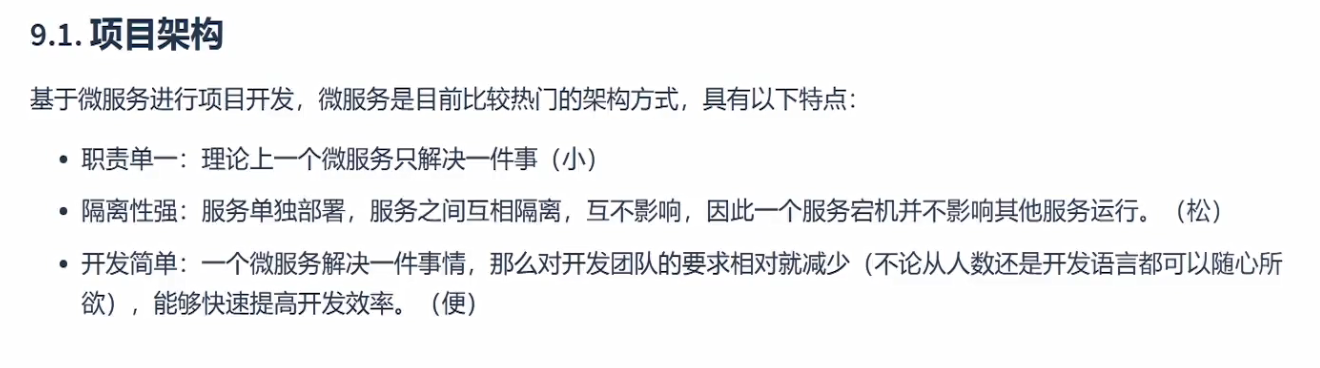 9.1. 项目架构
基于微服务进行项目开发，微服务是目前比较热门的架构方式，具有以下特点：
• 职责单一：理论上一个微服务只解决一件事（小）
• 隔离性强：服务单独部署，服务之间互相隔离，互不影响，因此一个服务宕机并不影响其他服务运行。（松）
• 开发简单：一个微服务解决一件事情，那么对开发团队的要求相对就减少（不论从人数还是开发语言都可以随心所
欲），能够快速提高开发效率。（便）